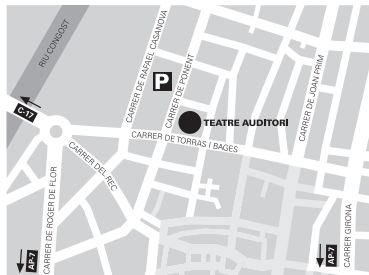 RIU CONGOST
CARRER DE RAFAEL CASANOVA
CARRER DE PONENT
CARRER DE JOAN PRIM
P
C-17
TEATRE AUDITORI
CARRER DE TORRAS I BAGES
CARRER DEL REC
CARRER DE ROGER DE FLOR
AP-7
AP-7
CARRER GIRONA